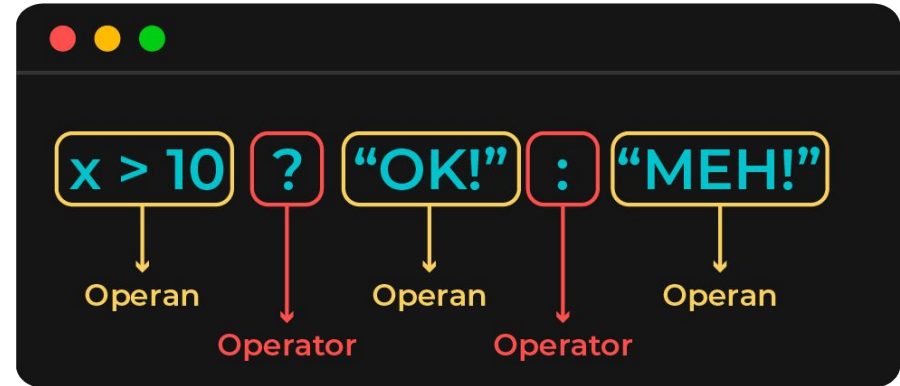 x > 10 ? “OK!” : “MEH!”
Operan Operan Operan
Operator Operator